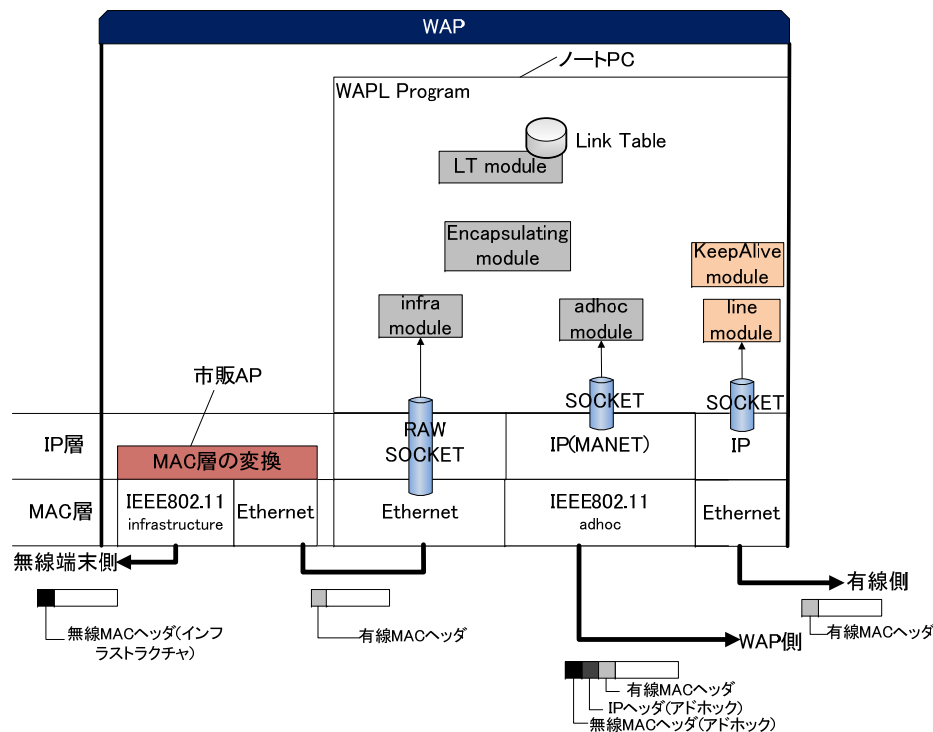 WAP
ノートPC
WAPL Program
Link Table
LT module
Encapsulating
module
KeepAlive
module
infra
module
adhoc
module
line
module
市販AP
SOCKET
SOCKET
IP層
RAW
SOCKET
IP(MANET)
IP
MAC層の変換
MAC層
IEEE802.11
infrastructure
Ethernet
Ethernet
IEEE802.11
adhoc
Ethernet
無線端末側
有線側
無線MACヘッダ(インフ
ラストラクチャ)
有線MACヘッダ
有線MACヘッダ
WAP側
有線MACヘッダ
IPヘッダ(アドホック)
無線MACヘッダ(アドホック)